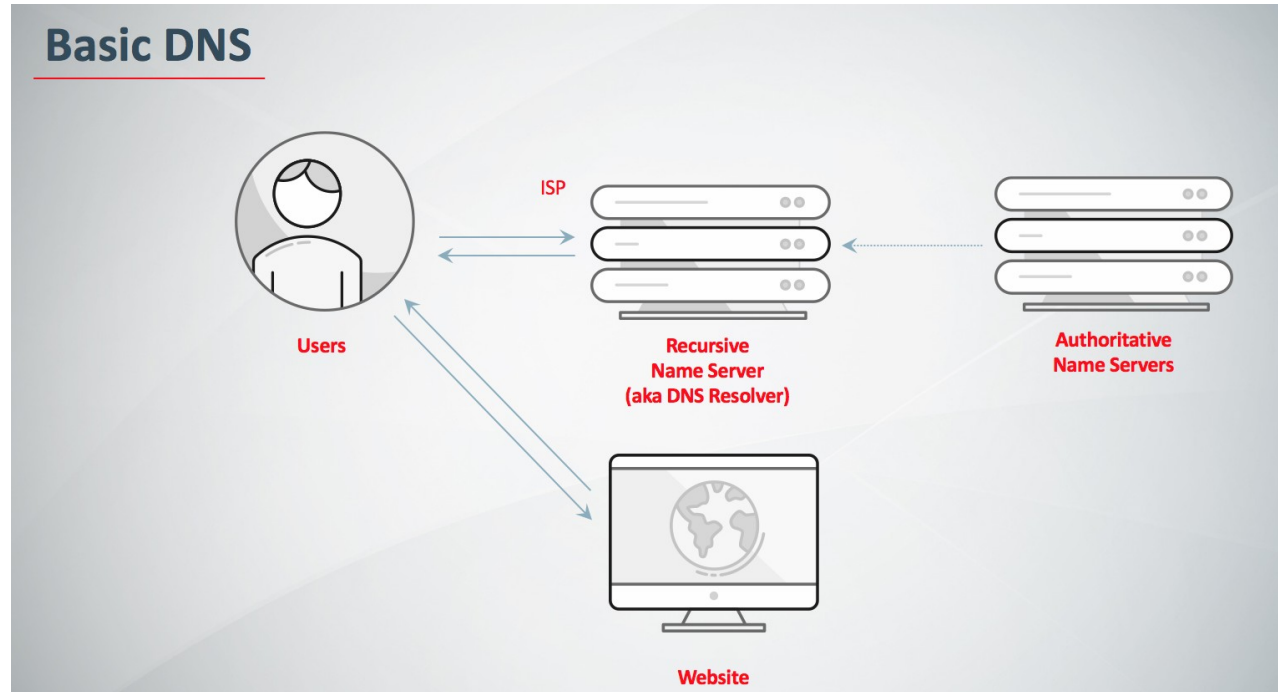 Basic DNS
ISP
Users
Recursive
Name Server
(aka DNS Resolver)
Authoritative
Name Servers
Website